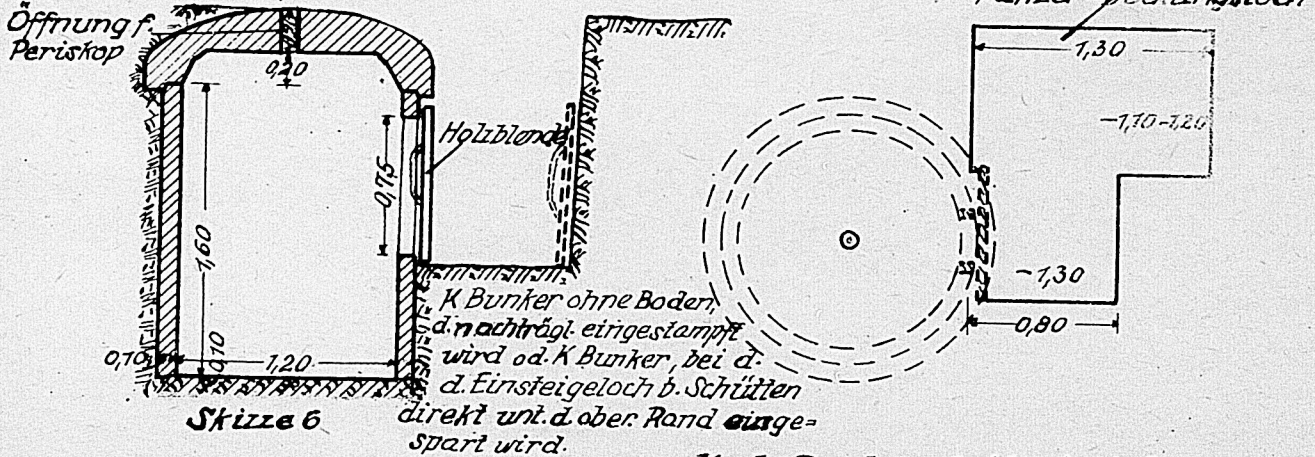 Öffnung f.
Periskop
0,20
Holzblende
0,75
1,60
0,10
0,10
1,20
Skizze 6
K Bunker ohne Boden,
d. nachträgl. eingestampft
wird od. K Bunker, bei d.
d. Einsteigeloch b. Schütten
direkt unt. d. ober. Rand einge=
spart wird.
1,30
-1,10-1,20
-1,30
0,80